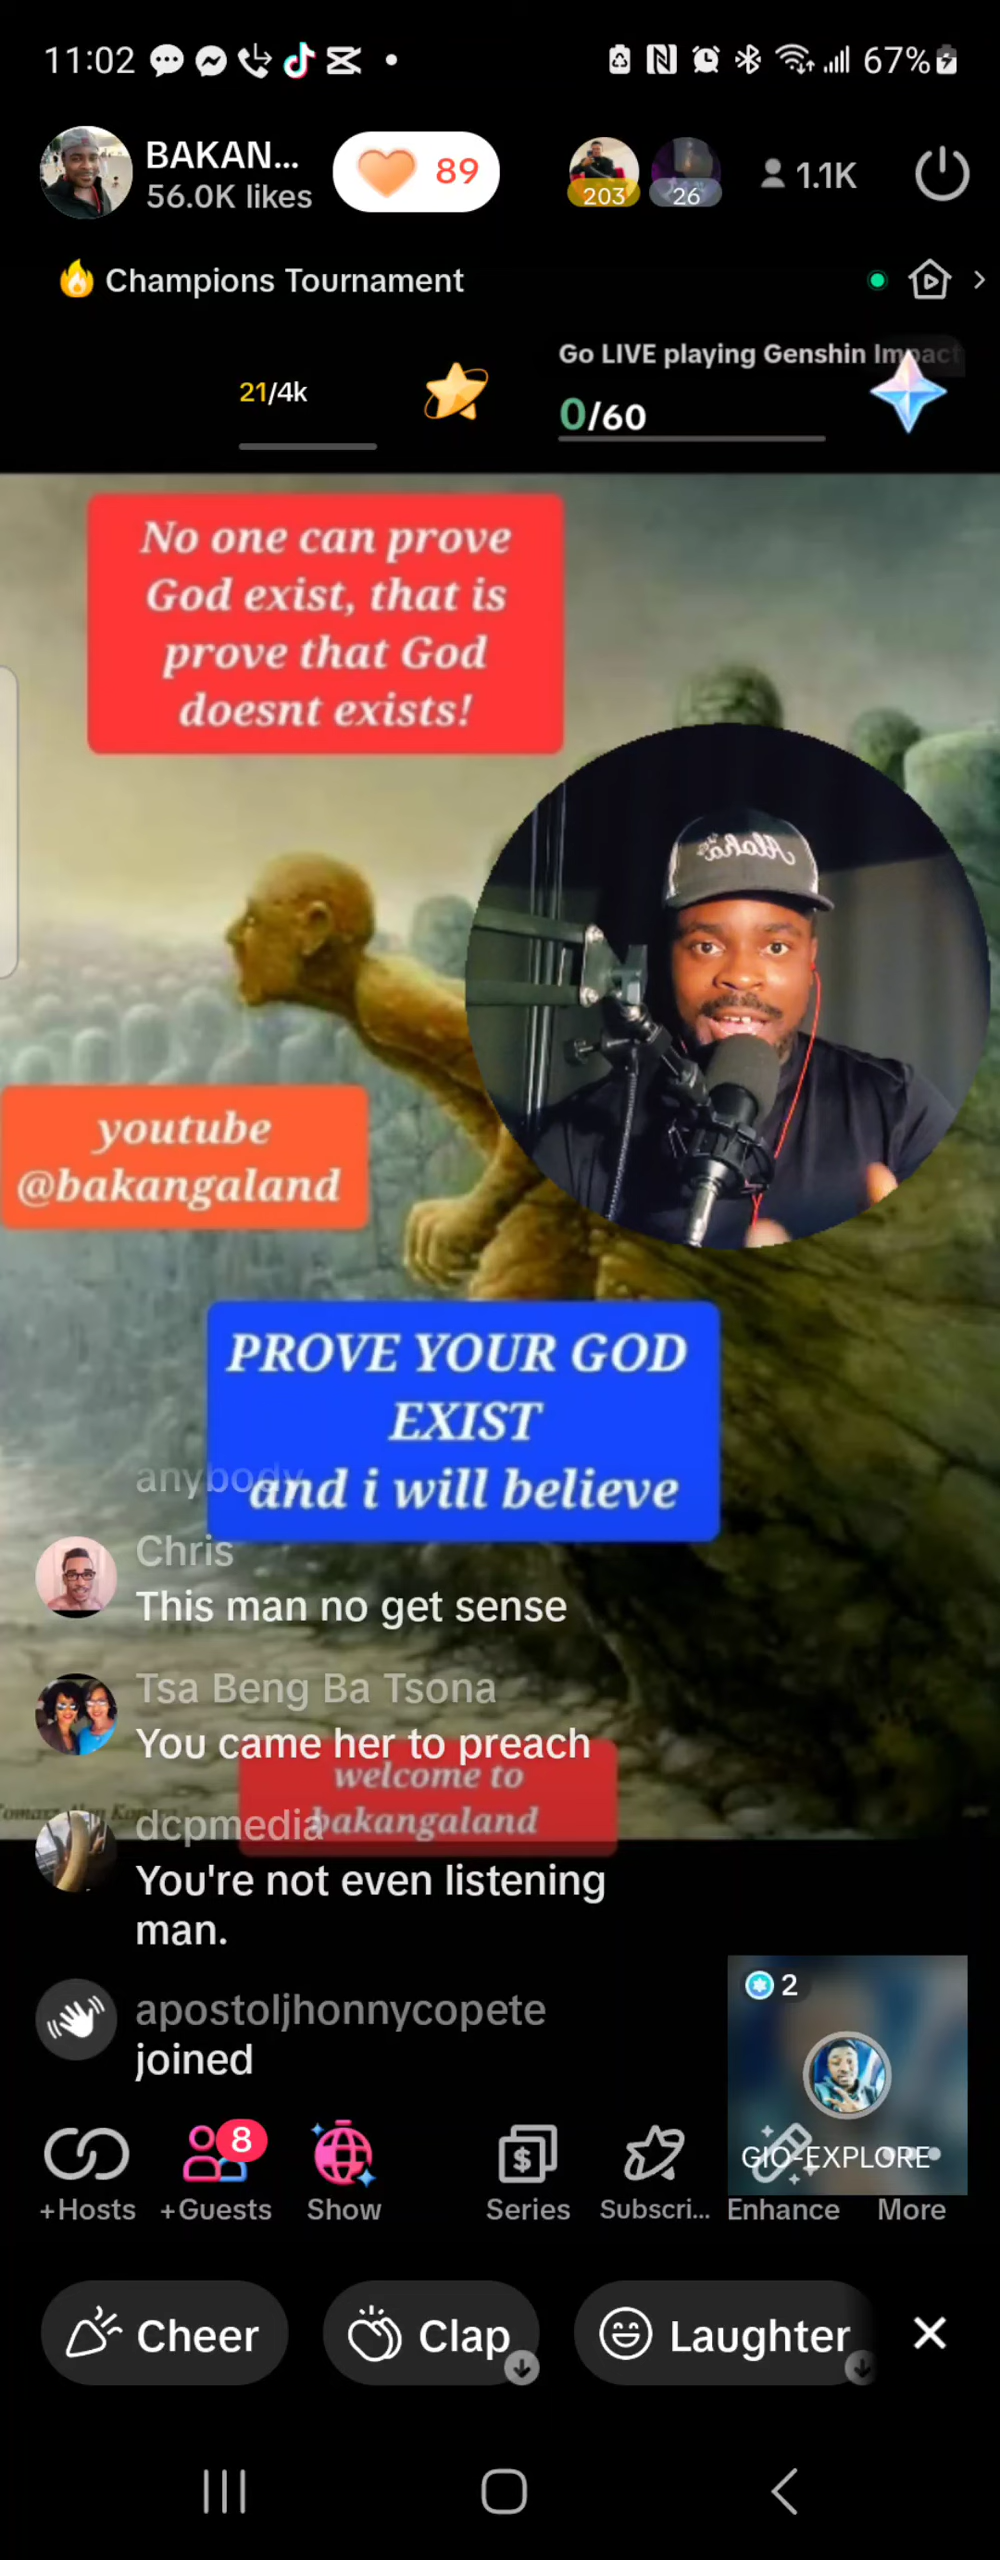 11:02
67%
BAKAN...
56.0K likes
89
203
26
1.1K
Champions Tournament
21/4k
Go LIVE playing Genshin Impact
0/60
No one can prove
God exist, that is
prove that God
doesnt exists!
Aloha
youtube
@bakangaland
PROVE YOUR GOD
EXIST
and i will believe
anybody
Chris
This man no get sense
Tsa Beng Ba Tsona
You came her to preach
welcome to
bakangaland
dcpmedia
You're not even listening
man.
apostoljhonnycopete
joined
2
GIO-EXPLORE
8
+Hosts
+Guests
Show
Series
Subscri...
Enhance
More
Cheer
Clap
Laughter